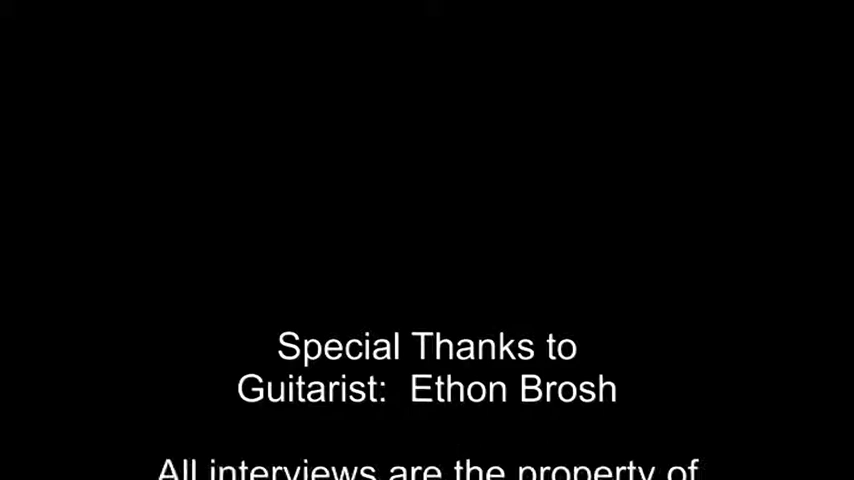 Special Thanks to
Guitarist:  Ethon Brosh
All interviews are the property of